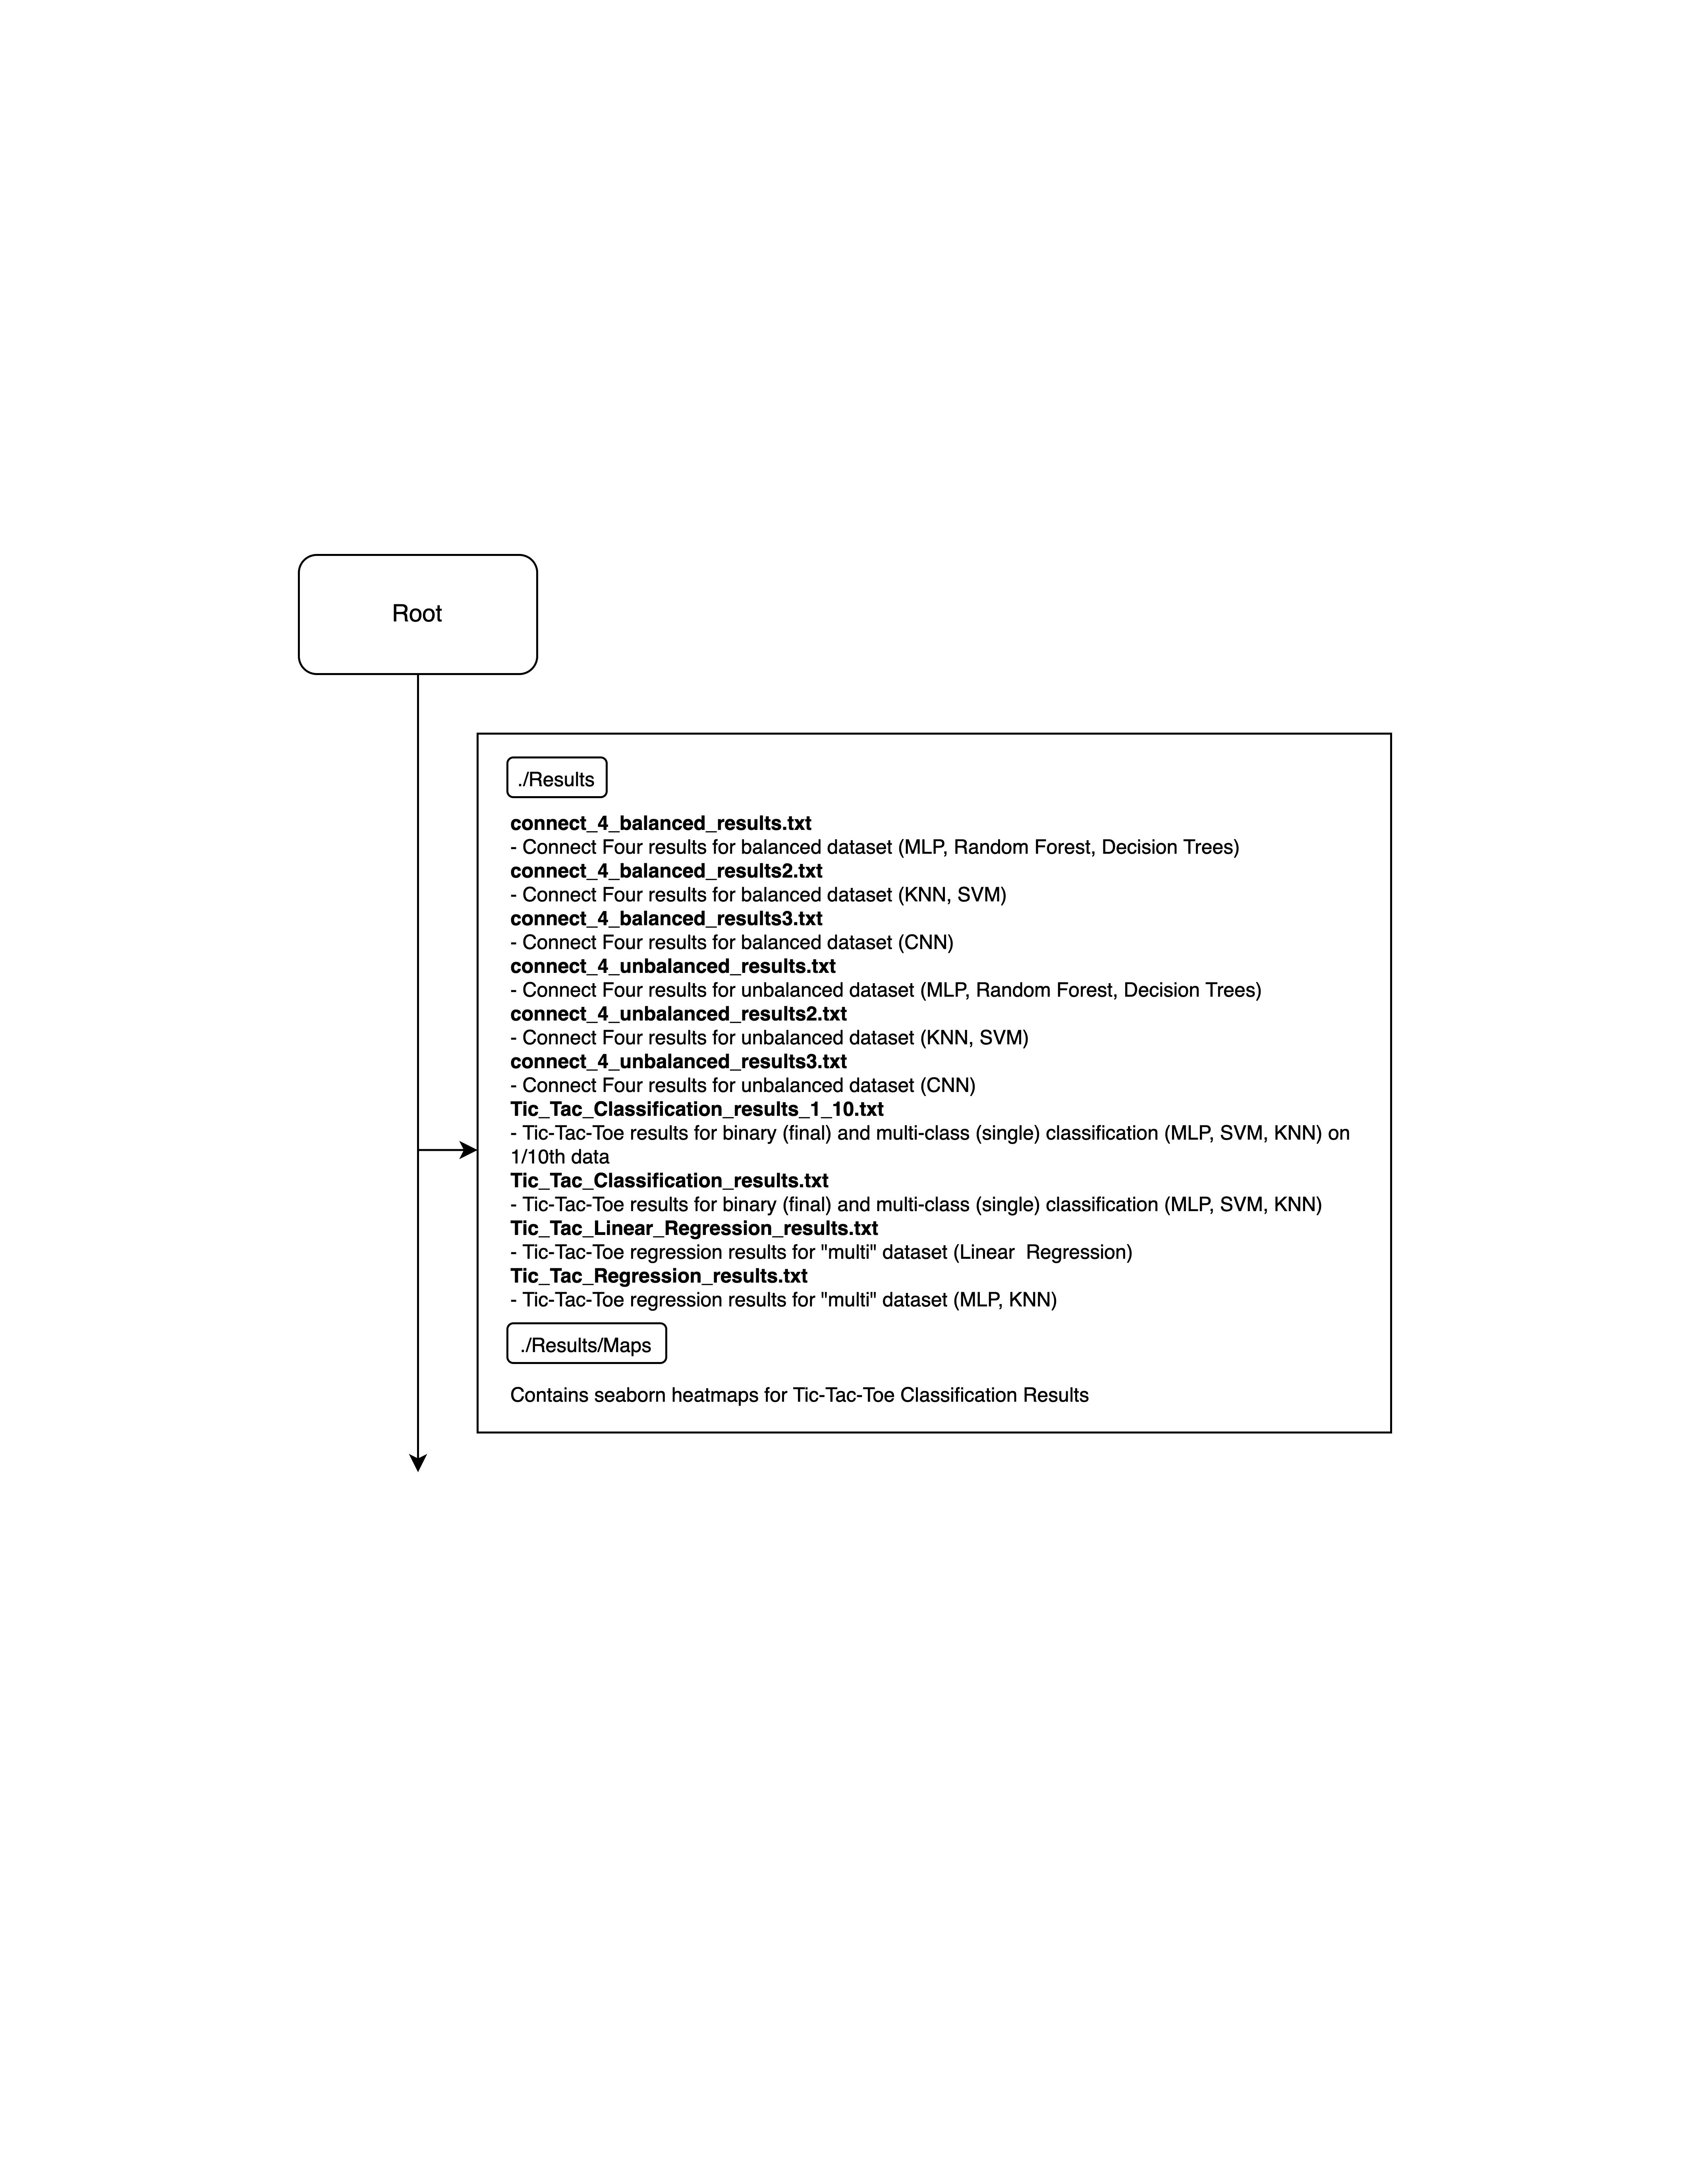 Root
./Results
connect_4_balanced_results.txt
- Connect Four results for balanced dataset (MLP, Random Forest, Decision Trees)
connect_4_balanced_results2.txt
- Connect Four results for balanced dataset (KNN, SVM)
connect_4_balanced_results3.txt
- Connect Four results for balanced dataset (CNN)
connect_4_unbalanced_results.txt
- Connect Four results for unbalanced dataset (MLP, Random Forest, Decision Trees)
connect_4_unbalanced_results2.txt
- Connect Four results for unbalanced dataset (KNN, SVM)
connect_4_unbalanced_results3.txt
- Connect Four results for unbalanced dataset (CNN)
Tic_Tac_Classification_results_1_10.txt
- Tic-Tac-Toe results for binary (final) and multi-class (single) classification (MLP, SVM, KNN) on
1/10th data
Tic_Tac_Classification_results.txt
- Tic-Tac-Toe results for binary (final) and multi-class (single) classification (MLP, SVM, KNN)
Tic_Tac_Linear_Regression_results.txt
- Tic-Tac-Toe regression results for "multi" dataset (Linear  Regression)
Tic_Tac_Regression_results.txt
- Tic-Tac-Toe regression results for "multi" dataset (MLP, KNN)
./Results/Maps
Contains seaborn heatmaps for Tic-Tac-Toe Classification Results